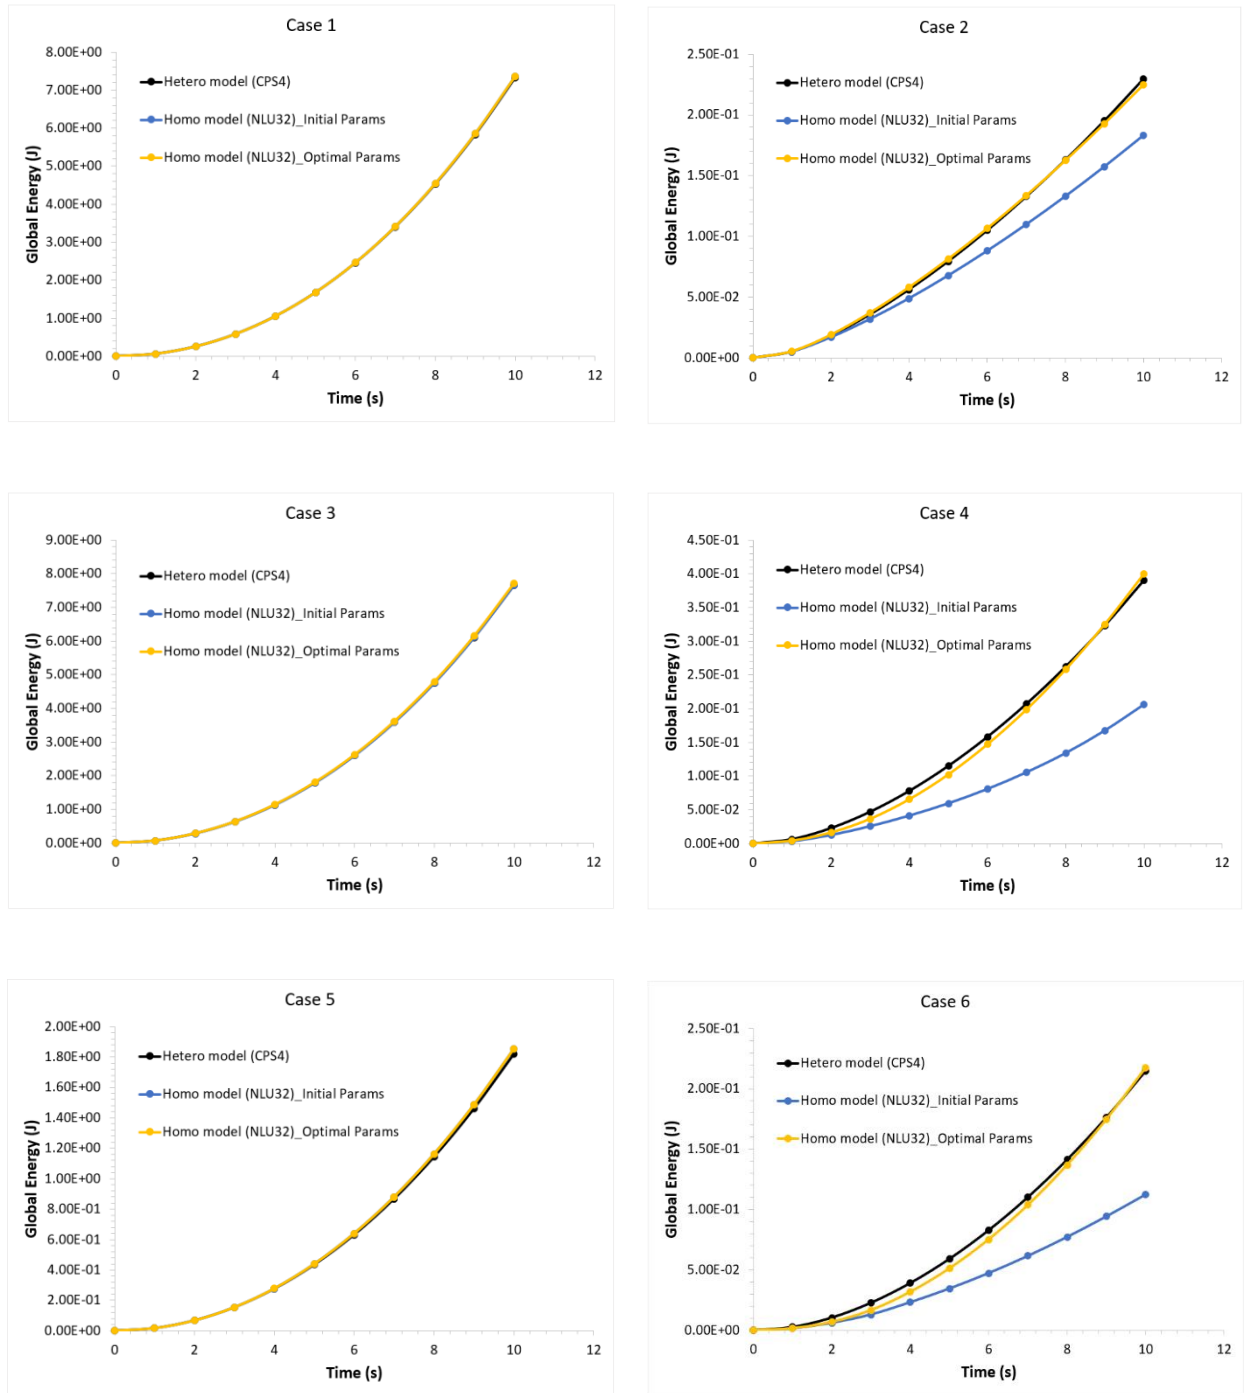 Case 1
8.00E+00
7.00E+00
6.00E+00
5.00E+00
4.00E+00
3.00E+00
2.00E+00
1.00E+00
0.00E+00
Global Energy (J)
Hetero model (CPS4)
Homo model (NLU32)_Initial Params
Homo model (NLU32)_Optimal Params
0 2 4 6 8 10 12
Time (s)
Case 2
2.50E-01
2.00E-01
1.50E-01
1.00E-01
5.00E-02
0.00E+00
Global Energy (J)
Hetero model (CPS4)
Homo model (NLU32)_Initial Params
Homo model (NLU32)_Optimal Params
0 2 4 6 8 10 12
Time (s)
Case 3
9.00E+00
8.00E+00
7.00E+00
6.00E+00
5.00E+00
4.00E+00
3.00E+00
2.00E+00
1.00E+00
0.00E+00
Global Energy (J)
Hetero model (CPS4)
Homo model (NLU32)_Initial Params
Homo model (NLU32)_Optimal Params
0 2 4 6 8 10 12
Time (s)
Case 4
4.50E-01
4.00E-01
3.50E-01
3.00E-01
2.50E-01
2.00E-01
1.50E-01
1.00E-01
5.00E-02
0.00E+00
Global Energy (J)
Hetero model (CPS4)
Homo model (NLU32)_Initial Params
Homo model (NLU32)_Optimal Params
0 2 4 6 8 10 12
Time (s)
Case 5
2.00E+00
1.80E+00
1.60E+00
1.40E+00
1.20E+00
1.00E+00
8.00E-01
6.00E-01
4.00E-01
2.00E-01
0.00E+00
Global Energy (J)
Hetero model (CPS4)
Homo model (NLU32)_Initial Params
Homo model (NLU32)_Optimal Params
0 2 4 6 8 10 12
Time (s)
Case 6
2.50E-01
2.00E-01
1.50E-01
1.00E-01
5.00E-02
0.00E+00
Global Energy (J)
Hetero model (CPS4)
Homo model (NLU32)_Initial Params
Homo model (NLU32)_Optimal Params
0 2 4 6 8 10 12
Time (s)